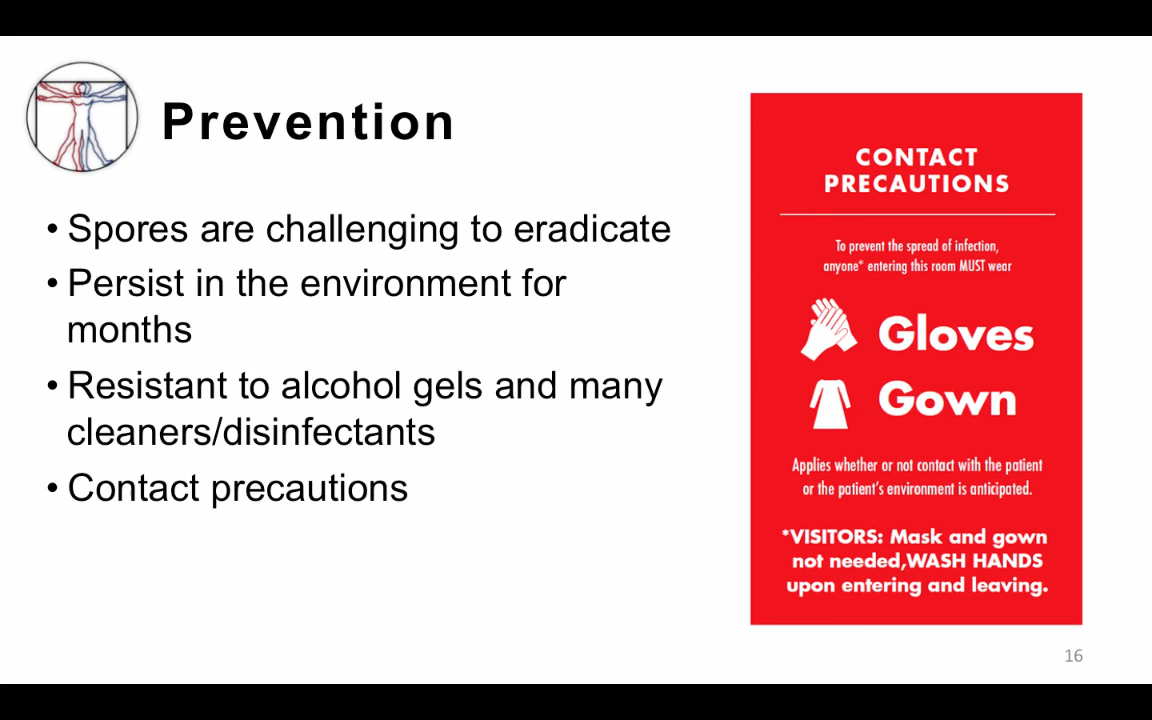 Prevention
• Spores are challenging to eradicate
• Persist in the environment for
months
• Resistant to alcohol gels and many
cleaners/disinfectants
• Contact precautions
CONTACT
PRECAUTIONS
To prevent the spread of infection,
anyone* entering this room MUST wear
Gloves
Gown
Applies whether or not contact with the patient
or the patient's environment is anticipated.
*VISITORS: Mask and gown
not needed,WASH HANDS
upon entering and leaving.
16